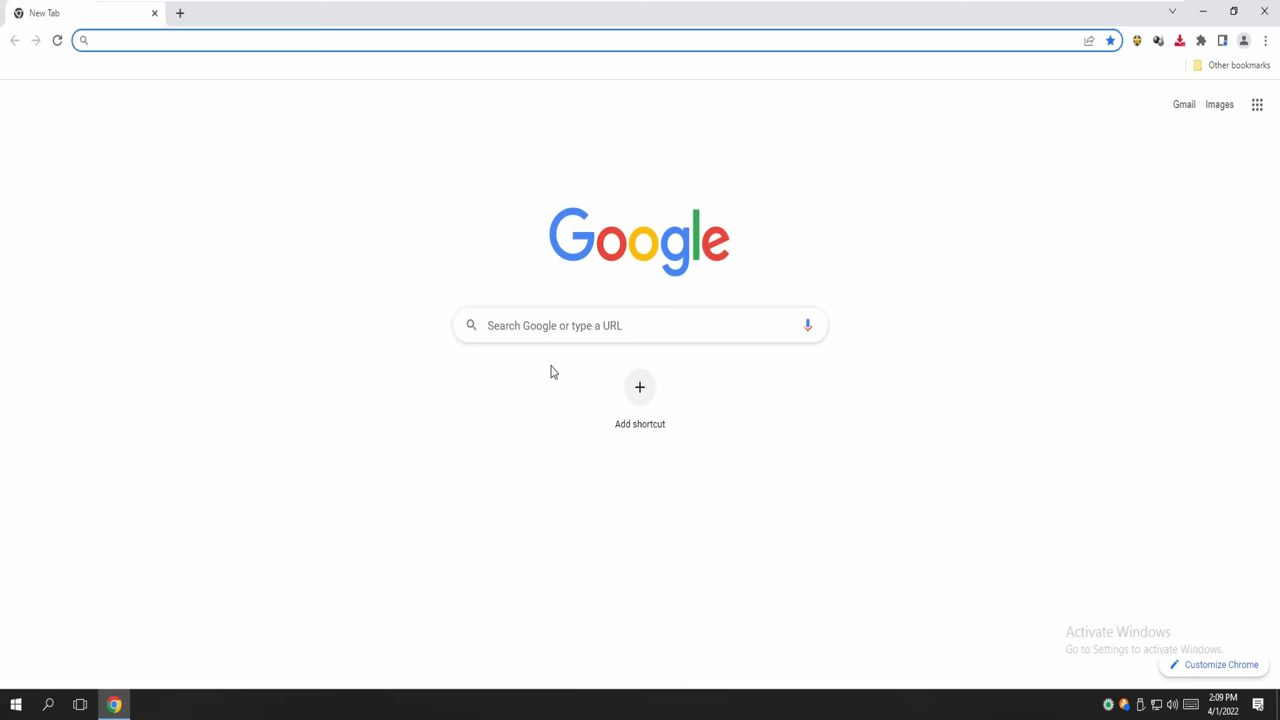 New Tab
Other bookmarks
Gmail Images
Google
Search Google or type a URL
Add shortcut
Activate Windows
Go to Settings to activate Windows.
Customize Chrome
2:09 PM
4/1/2022